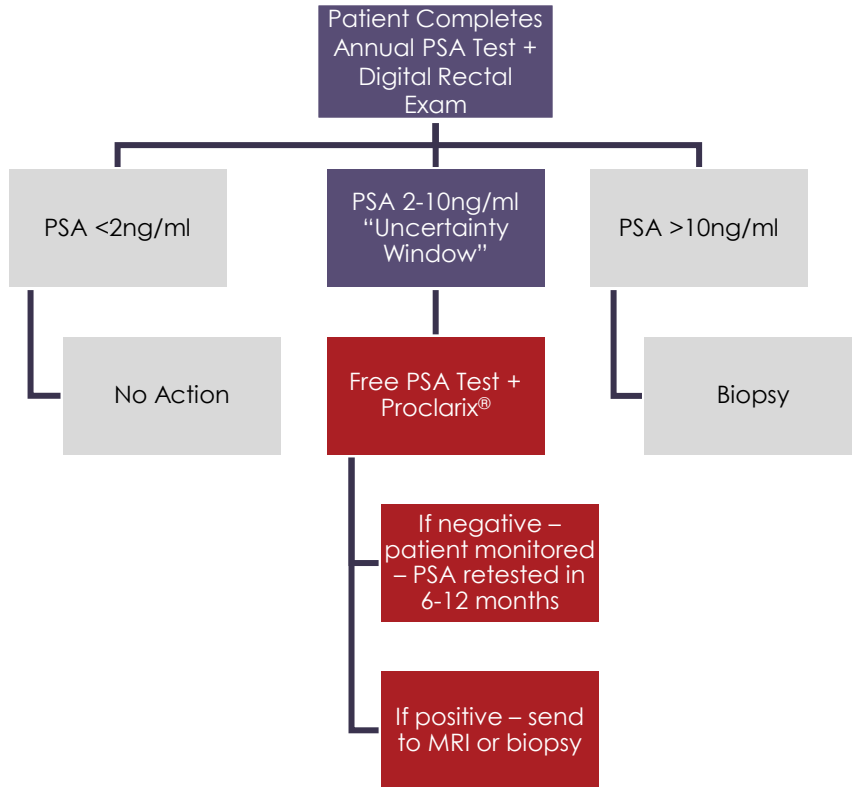 Patient Completes
Annual PSA Test +
Digital Rectal
Exam
PSA <2ng/ml
PSA 2-10ng/ml
“Uncertainty
Window”
PSA >10ng/ml
No Action
Free PSA Test +
Proclarix®
Biopsy
If negative –
patient monitored
– PSA retested in
6-12 months
If positive – send
to MRI or biopsy